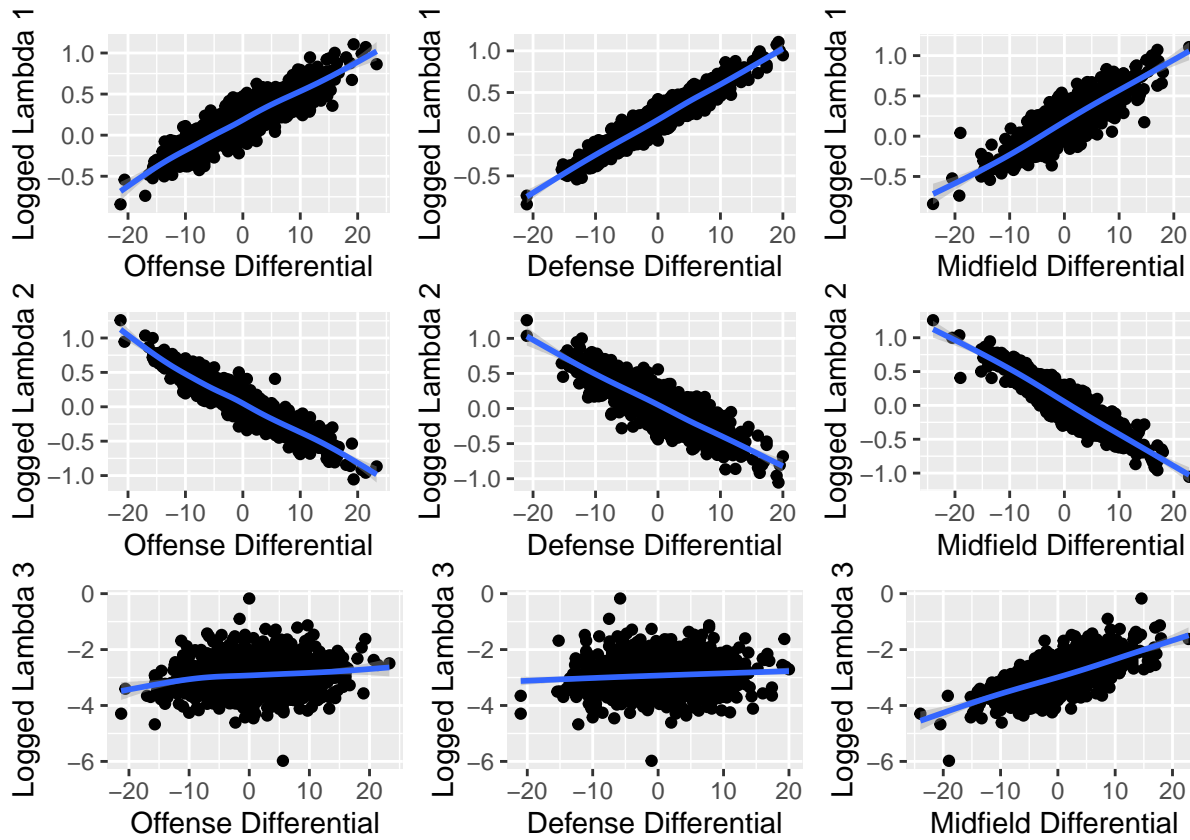 Logged Lambda 1
1.0
0.5
0.0
−0.5
−20 −10 0 10 20
Offense Differential
Logged Lambda 1
1.0
0.5
0.0
−0.5
−20 −10 0 10 20
Defense Differential
Logged Lambda 1
1.0
0.5
0.0
−0.5
−20 −10 0 10 20
Midfield Differential
Logged Lambda 2
1.0
0.5
0.0
−0.5
−1.0
−20 −10 0 10 20
Offense Differential
Logged Lambda 2
1.0
0.5
0.0
−0.5
−1.0
−20 −10 0 10 20
Defense Differential
Logged Lambda 2
1.0
0.5
0.0
−0.5
−1.0
−20 −10 0 10 20
Midfield Differential
Logged Lambda 3
0
−2
−4
−6
−20 −10 0 10 20
Offense Differential
Logged Lambda 3
0
−2
−4
−6
−20 −10 0 10 20
Defense Differential
Logged Lambda 3
0
−2
−4
−6
−20 −10 0 10 20
Midfield Differential